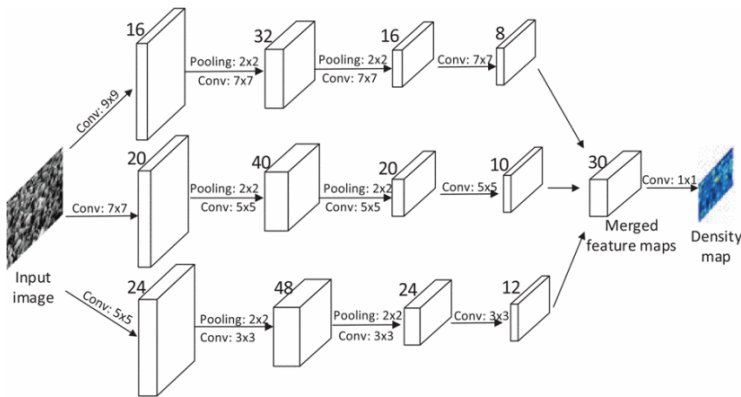 16
32
16
8
Pooling: 2x2
Conv: 7x7
Pooling: 2x2
Conv: 7x7
Conv: 7x7
Conv: 9x9
20
40
20
10
30
Pooling: 2x2
Conv: 5x5
Pooling: 2x2
Conv: 5x5
Conv: 5x5
Conv: 1x1
Conv: 7x7
Merged
feature maps
Density
map
Input
image
24
48
24
12
Conv: 5x5
Pooling: 2x2
Conv: 3x3
Pooling: 2x2
Conv: 3x3
Conv: 3x3